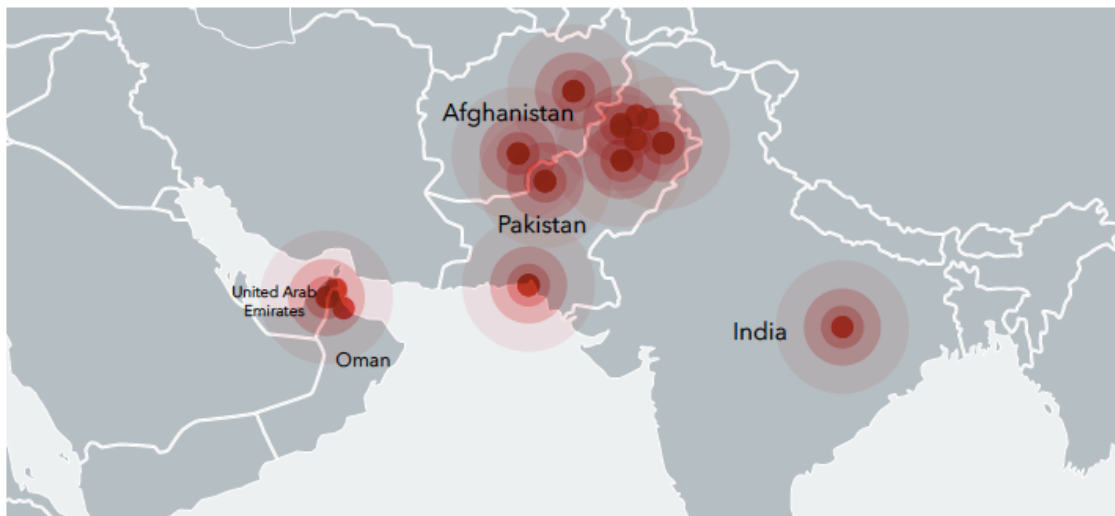 Afghanistan
Pakistan
United Arab
Emirates
India
Oman